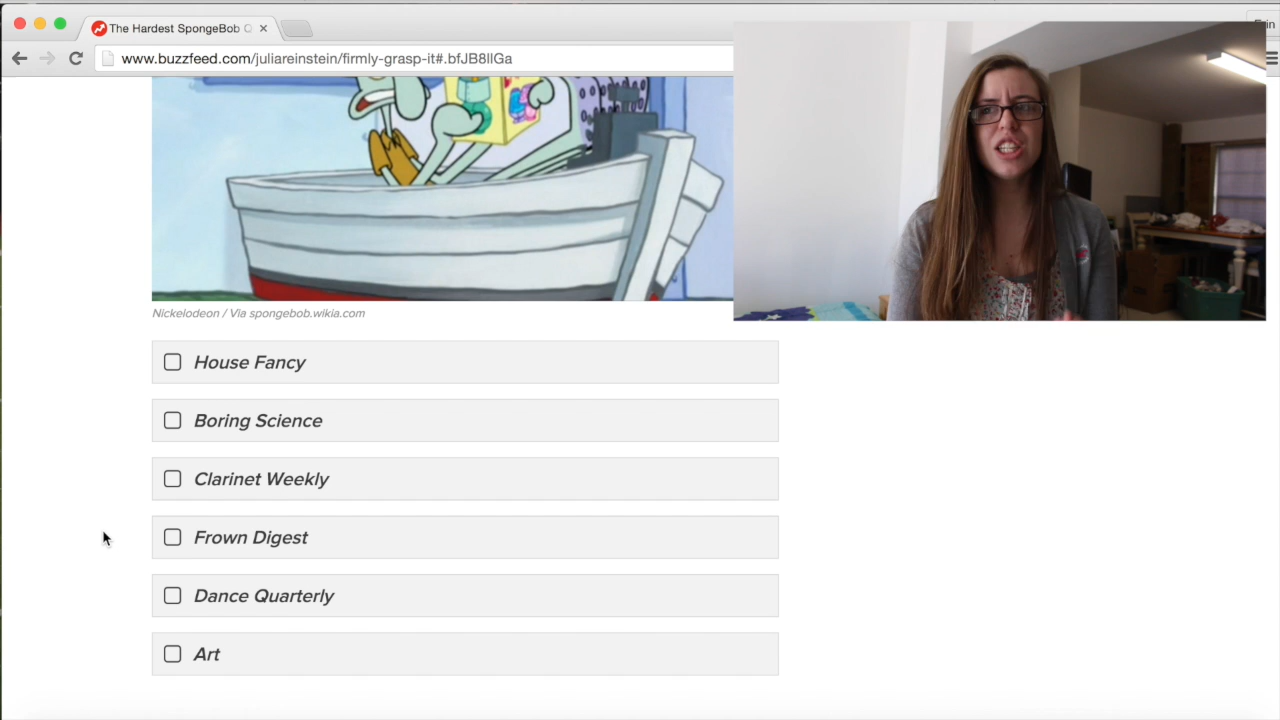 The Hardest SpongeBob Q
www.buzzfeed.com/juliareinstein/firmly-grasp-it#.bfJB8llGa
Nickelodeon / Via spongebob.wikia.com
House Fancy
Boring Science
Clarinet Weekly
Frown Digest
Dance Quarterly
Art